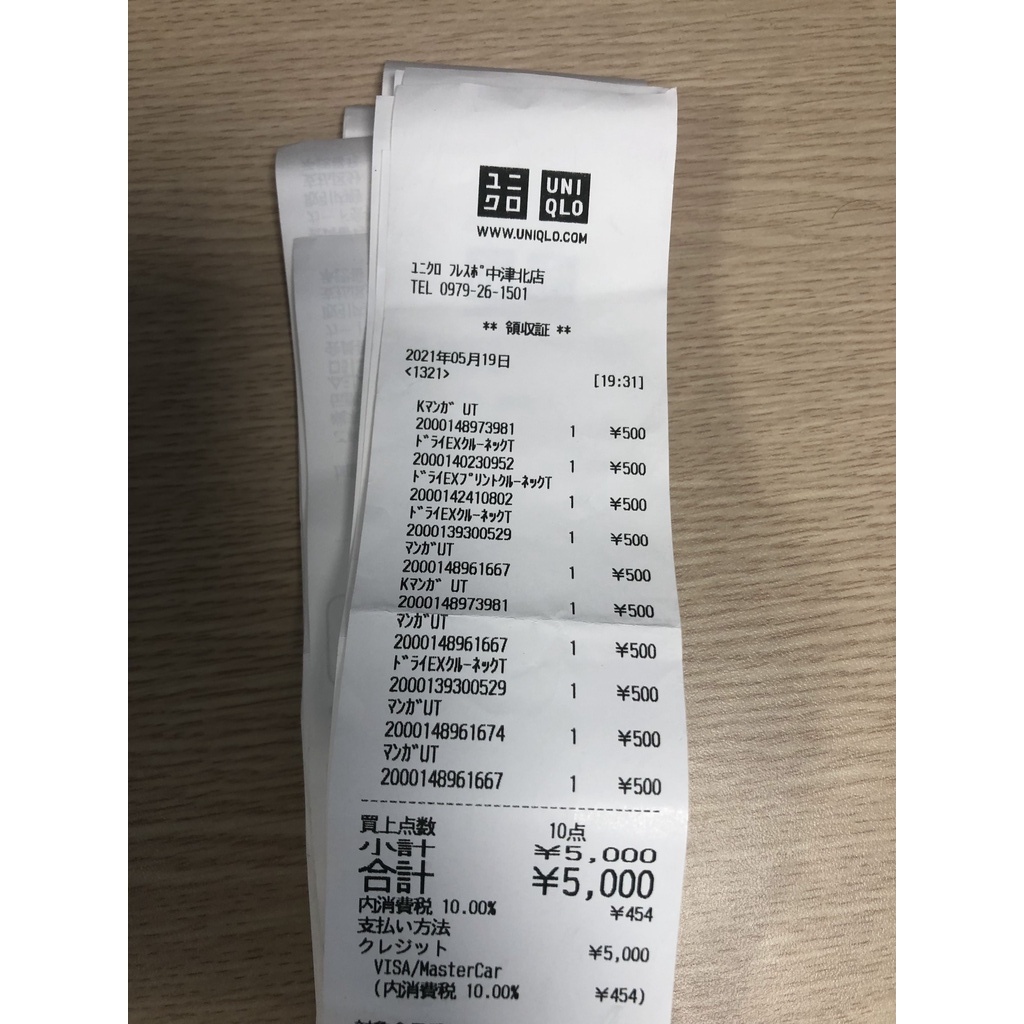 ユニ
クロ
UNI
QLO
WWW.UNIQLO.COM
ﾕﾆｸﾛ ﾌﾚｽﾎﾟ中津北店
TEL 0979-26-1501
** 領収証 **
2021年05月19日
<1321> [19:31]
Kﾏﾝｶﾞ UT
2000148973981 1 ¥500
ﾄﾞﾗｲEXｸﾙｰﾈｯｸT
2000140230952 1 ¥500
ﾄﾞﾗｲEXﾌﾟﾘﾝﾄｸﾙｰﾈｯｸT
2000142410802 1 ¥500
ﾄﾞﾗｲEXｸﾙｰﾈｯｸT
2000139300529 1 ¥500
ﾏﾝｶﾞUT
2000148961667 1 ¥500
Kﾏﾝｶﾞ UT
2000148973981 1 ¥500
ﾏﾝｶﾞUT
2000148961667 1 ¥500
ﾄﾞﾗｲEXｸﾙｰﾈｯｸT
2000139300529 1 ¥500
ﾏﾝｶﾞUT
2000148961674 1 ¥500
ﾏﾝｶﾞUT
2000148961667 1 ¥500
買上点数 10点
小計 ¥5,000
合計 ¥5,000
内消費税 10.00% ¥454
支払い方法
クレジット ¥5,000
VISA/MasterCar
(内消費税 10.00% ¥454)